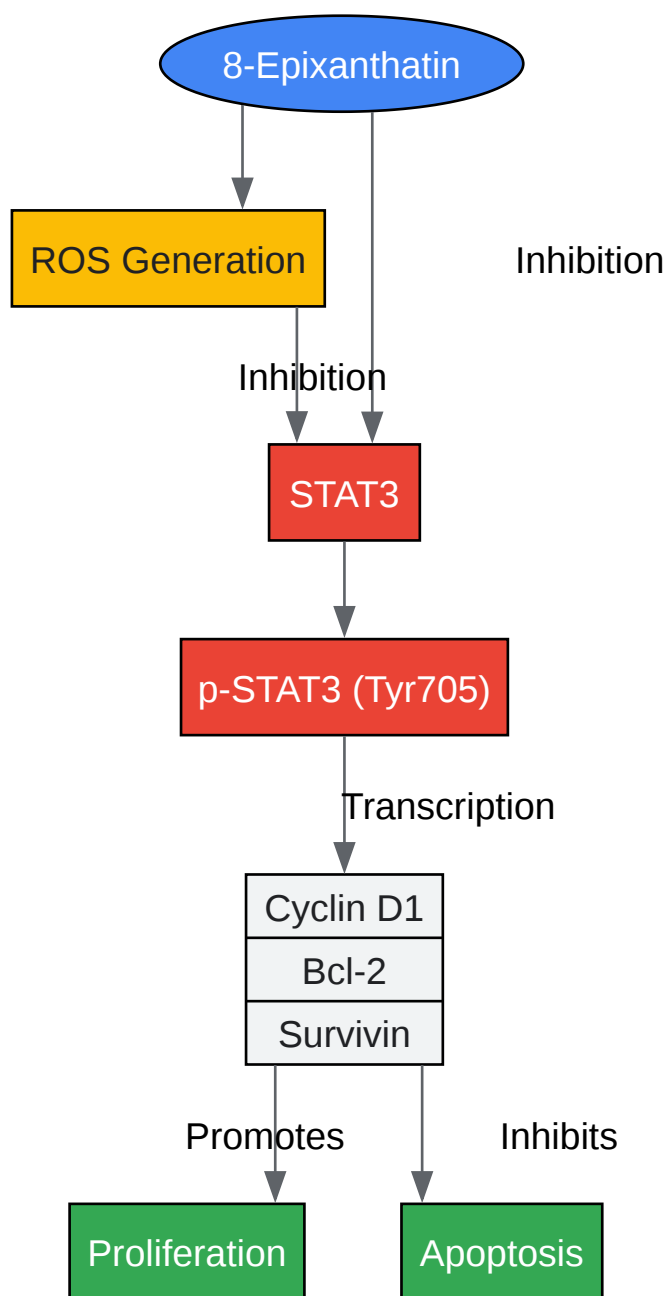 8-Epixanthatin
ROS Generation
Inhibition
Inhibition
STAT3
p-STAT3 (Tyr705)
Transcription
Cyclin D1
Bcl-2
Survivin
Promotes
Inhibits
Proliferation
Apoptosis